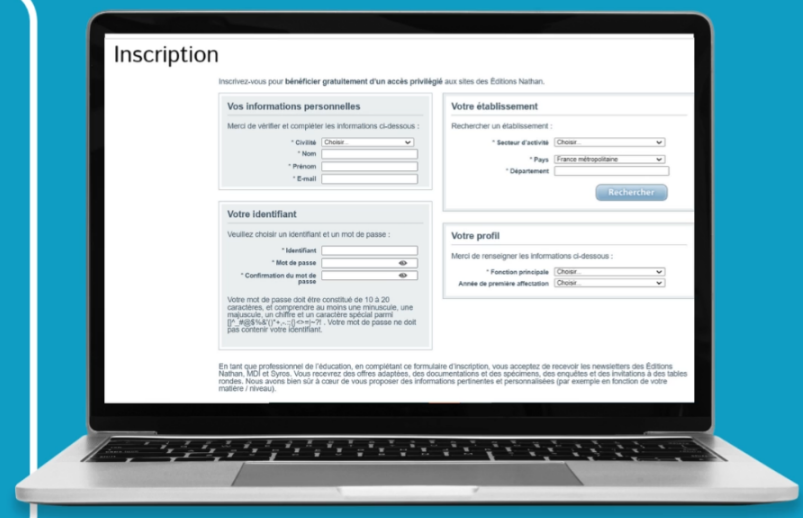 Inscription
Inscrivez-vous pour bénéficier gratuitement d'un accès privilégié aux sites des Éditions Nathan.
Vos informations personnelles
Merci de vérifier et compléter les informations ci-dessous :
* Civilité Choisir...
* Nom
* Prénom
* E-mail
Votre identifiant
Veuillez choisir un identifiant et un mot de passe :
* Identifiant
* Mot de passe
* Confirmation du mot de
passe
Votre mot de passe doit être constitué de 10 à 20
caractères, et comprendre au moins une minuscule, une
majuscule, un chiffre et un caractère spécial parmi
. Votre mot de passe ne doit
pas contenir votre identifiant.
Votre établissement
Rechercher un établissement :
* Secteur d'activité Choisir...
* Pays France métropolitaine
* Département
Rechercher
Votre profil
Merci de renseigner les informations ci-dessous :
* Fonction principale Choisir...
Année de première affectation Choisir...
En tant que professionnel de l'éducation, en complétant ce formulaire d'inscription, vous acceptez de recevoir les newsletters des Éditions
Nathan, MDI et Syros. Vous recevrez des offres adaptées, des documentations et des spécimens, des enquêtes et des invitations à des tables
rondes. Nous avons bien sûr à cœur de vous proposer des informations pertinentes et personnalisées (par exemple en fonction de votre
matière / niveau).